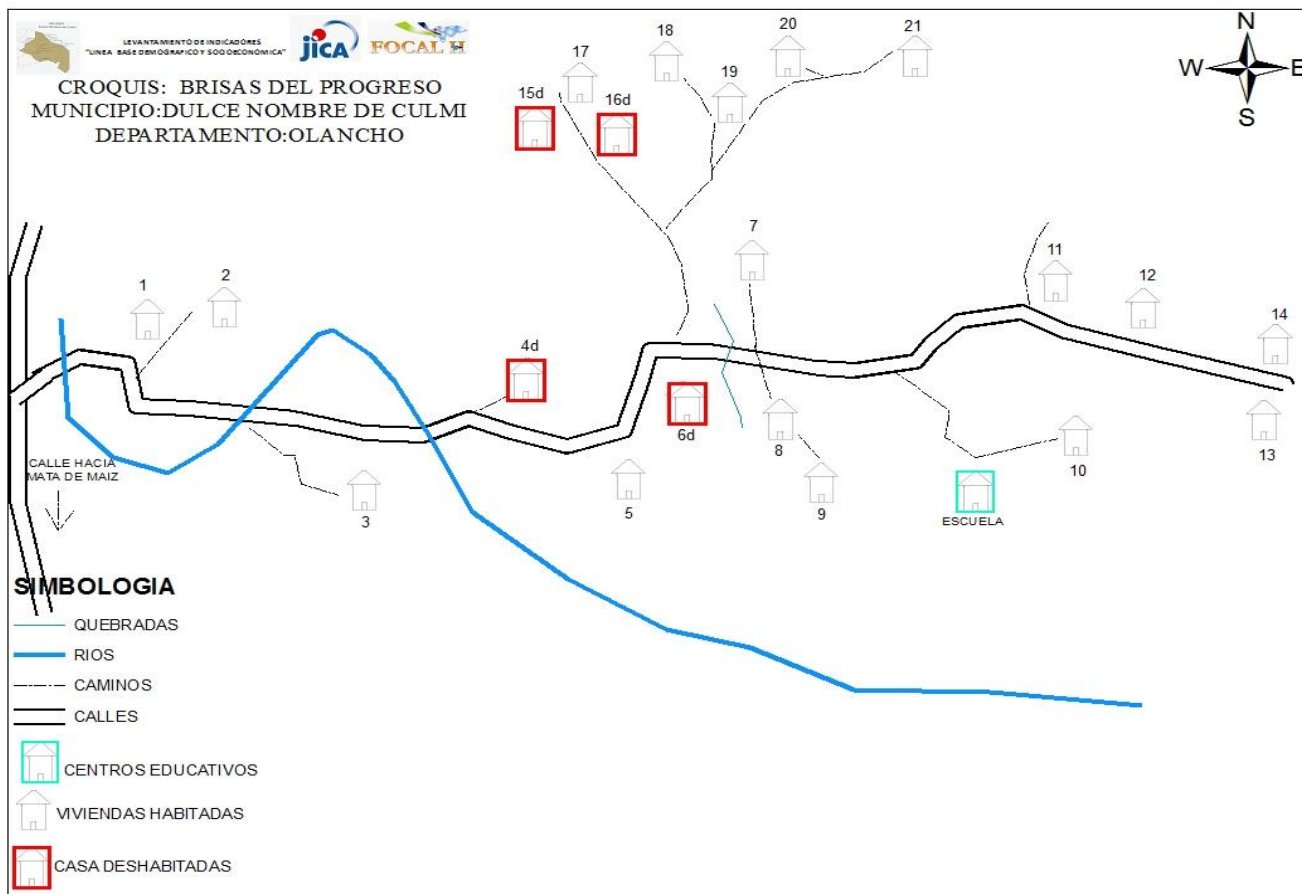 LEVANTAMIENTO DE INDICADORES
"LINEA BASE DEMOGRAFICO Y SOCIOECONOMICA"
JICA
FOCAL II
CROQUIS: BRISAS DEL PROGRESO
MUNICIPIO:DULCE NOMBRE DE CULMI
DEPARTAMENTO:OLANCHO
N
W E
S
17
18
20
21
15d
16d
19
1
2
7
11
12
14
4d
6d
3
5
8
9
10
13
ESCUELA
CALLE HACIA
MATA DE MAIZ
SIMBOLOGIA
QUEBRADAS
RIOS
CAMINOS
CALLES
CENTROS EDUCATIVOS
VIVIENDAS HABITADAS
CASA DESHABITADAS